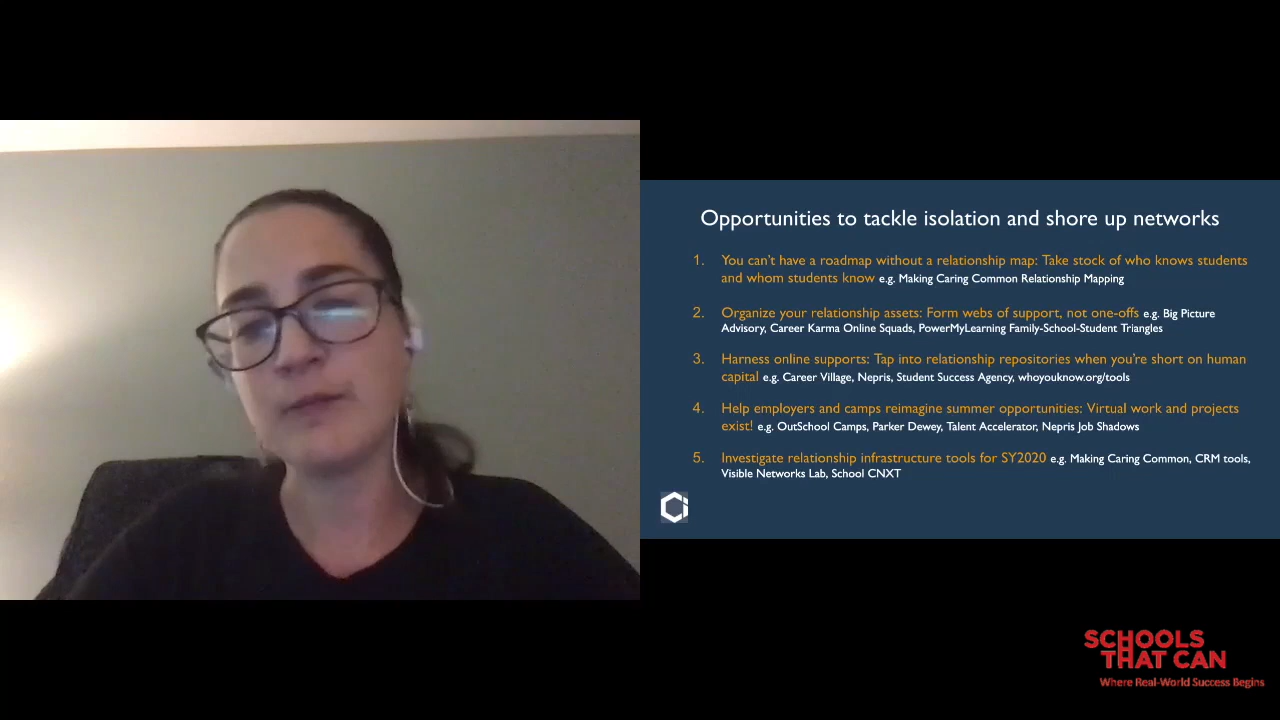 Opportunities to tackle isolation and shore up networks
1. You can't have a roadmap without a relationship map: Take stock of who knows students
and whom students know e.g. Making Caring Common Relationship Mapping
2. Organize your relationship assets: Form webs of support, not one-offs e.g. Big Picture
Advisory, Career Karma Online Squads, PowerMyLearning Family-School-Student Triangles
3. Harness online supports: Tap into relationship repositories when you're short on human
capital e.g. Career Village, Nepris, Student Success Agency, whoyouknow.org/tools
4. Help employers and camps reimagine summer opportunities: Virtual work and projects
exist! e.g. OutSchool Camps, Parker Dewey, Talent Accelerator, Nepris Job Shadows
5. Investigate relationship infrastructure tools for SY2020 e.g. Making Caring Common, CRM tools,
Visible Networks Lab, School CNXT
SCHOOLS
THAT CAN
Where Real-World Success Begins